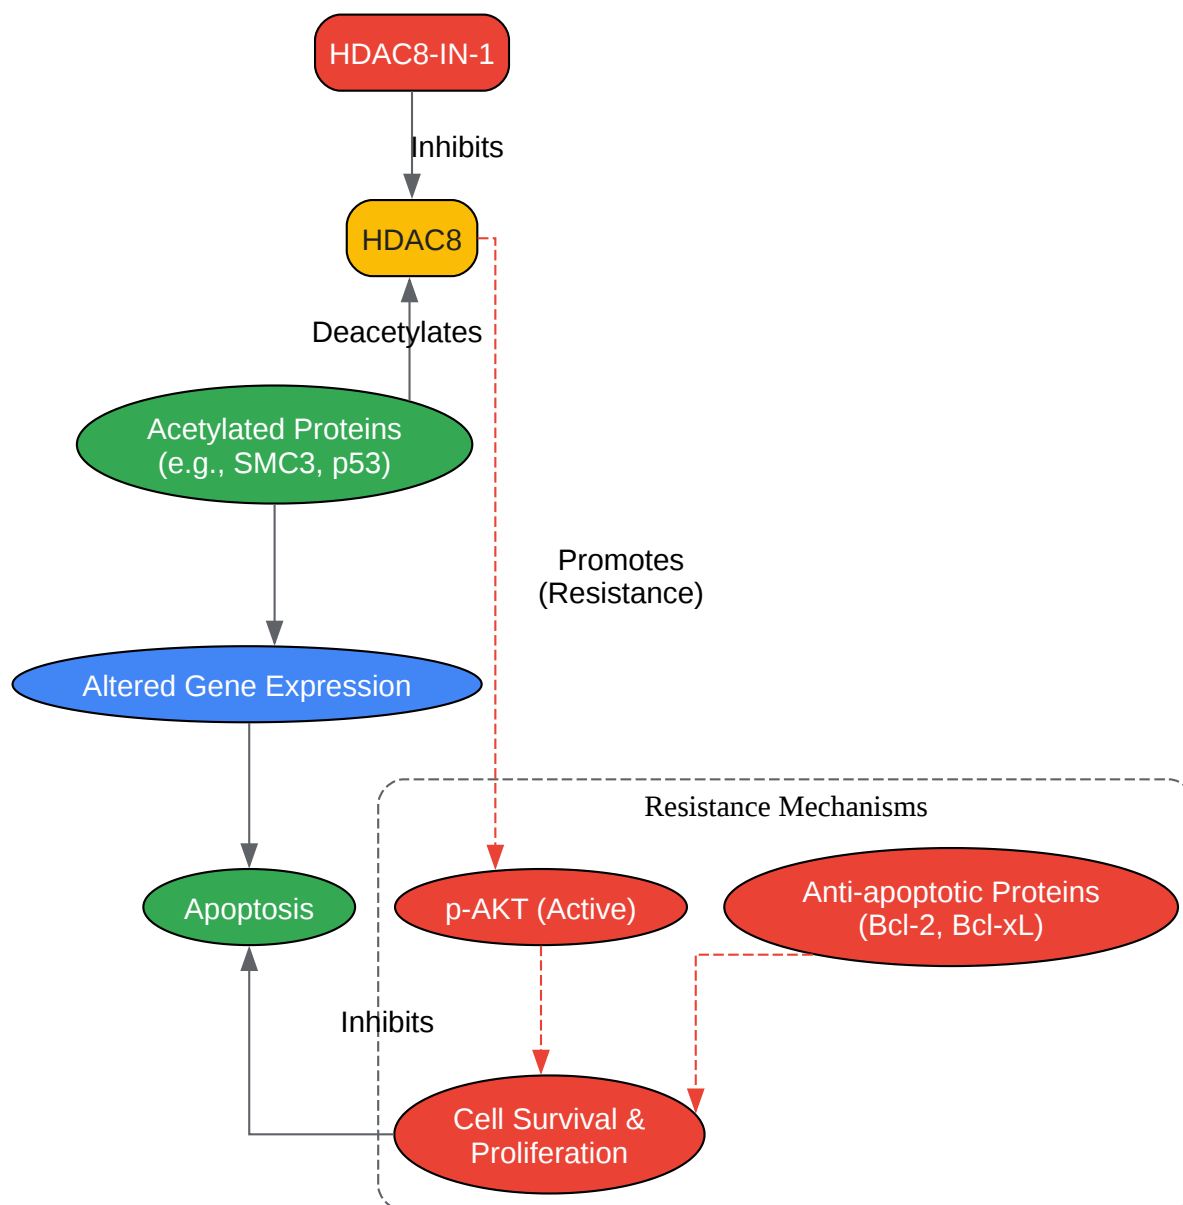 HDAC8-IN-1
Inhibits
HDAC8
Deacetylates
Acetylated Proteins
(e.g., SMC3, p53)
Promotes
(Resistance)
Altered Gene Expression
Resistance Mechanisms
Apoptosis
p-AKT (Active)
Anti-apoptotic Proteins
(Bcl-2, Bcl-xL)
Inhibits
Cell Survival &
Proliferation